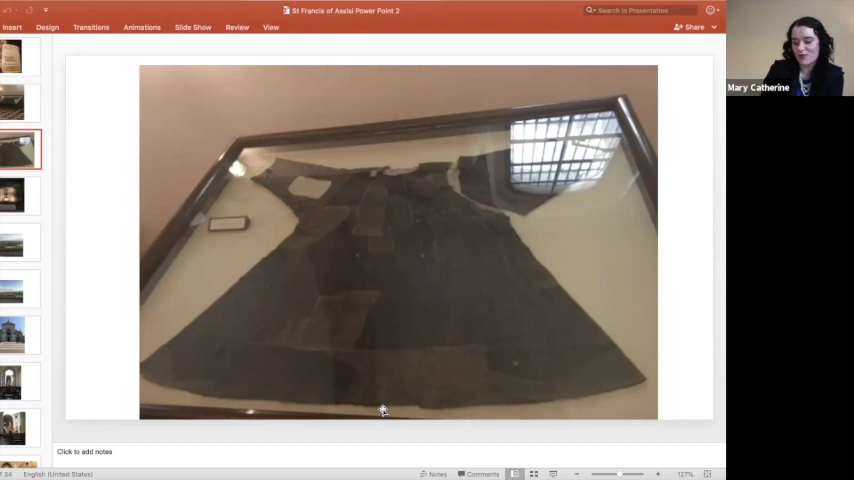 St Francis of Assisi Power Point 2
Search in Presentation
Insert Design Transitions Animations Slide Show Review View
Share
Mary Catherine
Click to add notes
34 English (United States)
Notes Comments
127%